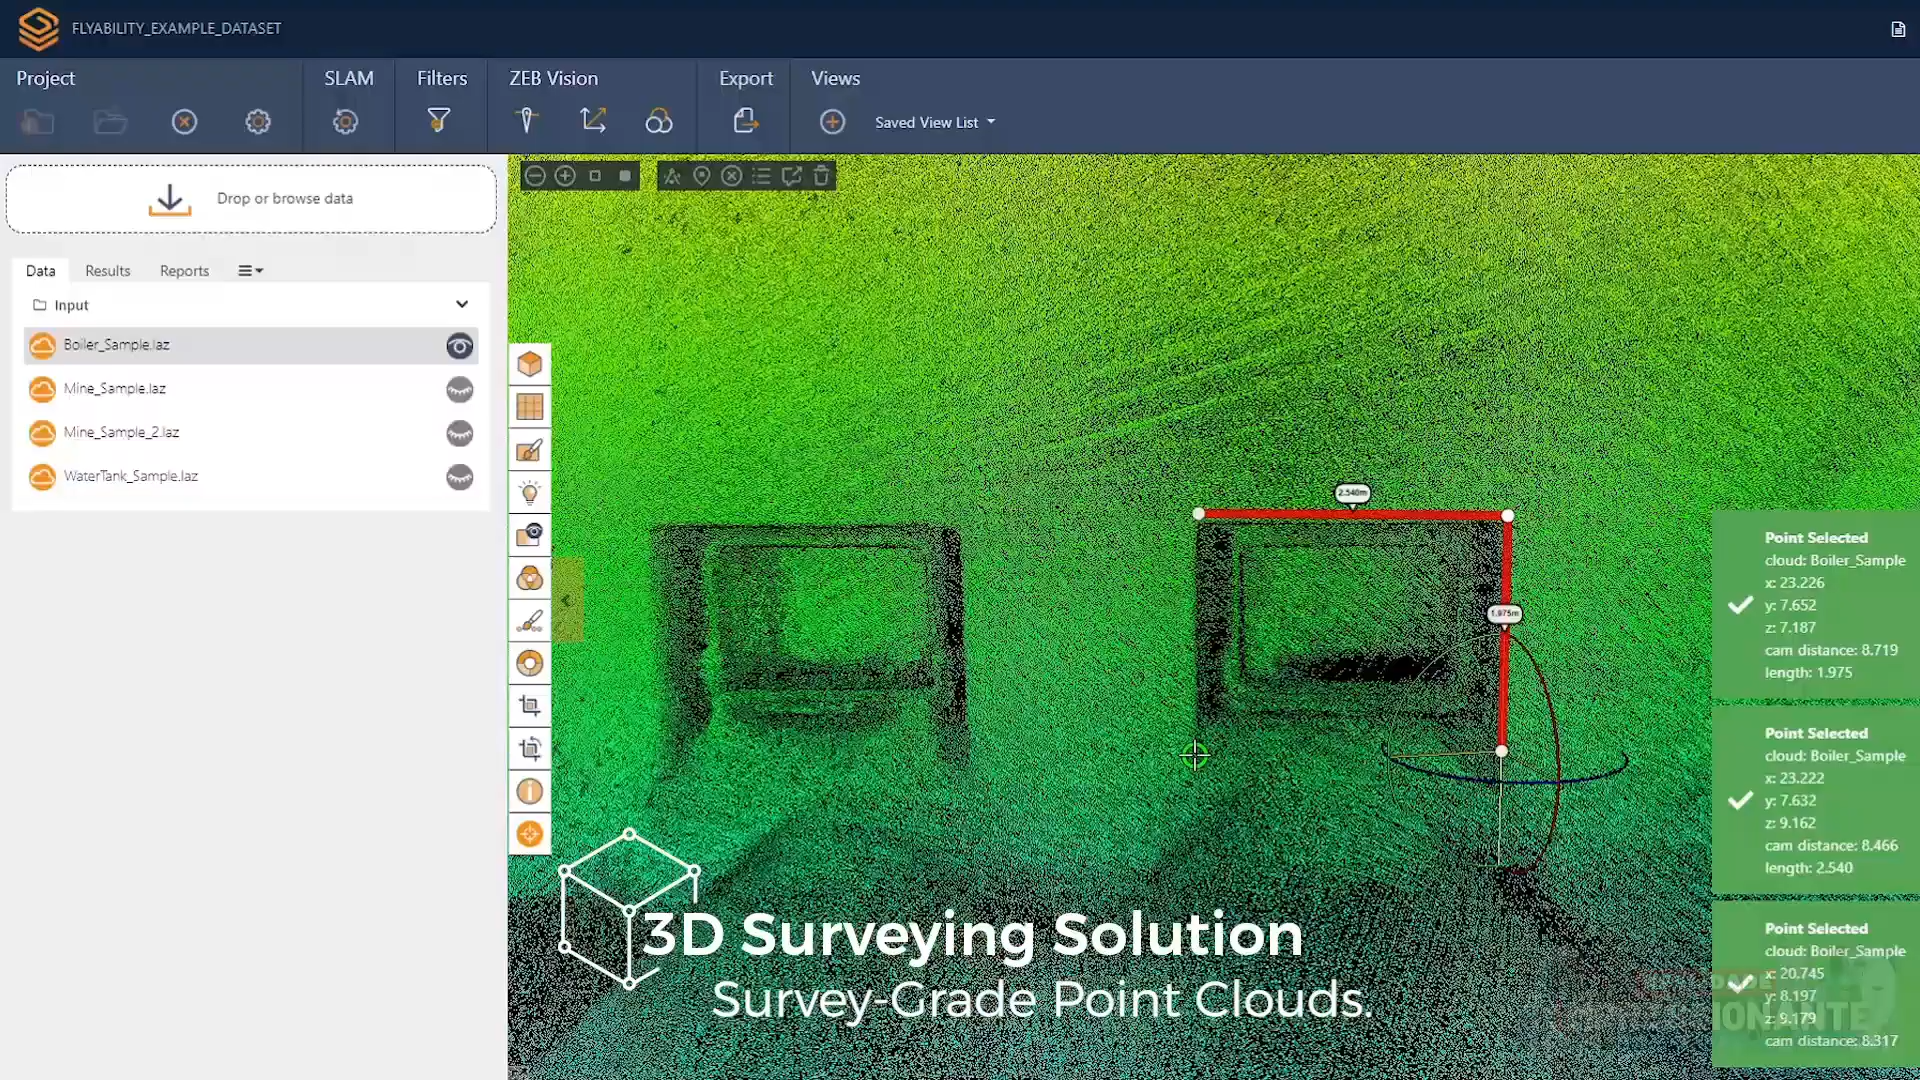 FLYABILITY_EXAMPLE_DATASET
Project
SLAM
Filters
ZEB Vision
Export
Views
Saved View List
Drop or browse data
Data
Results
Reports
Input
Boiler_Sample.laz
Mine_Sample.laz
Mine_Sample_2.laz
WaterTank_Sample.laz
2.540m
1.975m
Point Selected
cloud: Boiler_Sample
x: 23.226
y: 7.652
z: 7.187
cam distance: 8.719
length: 1.975
Point Selected
cloud: Boiler_Sample
x: 23.222
y: 7.632
z: 9.162
cam distance: 8.466
length: 2.540
Point Selected
cloud: Boiler_Sample
x: 20.745
y: 8.197
z: 9.179
cam distance: 8.317
3D Surveying Solution
Survey-Grade Point Clouds.